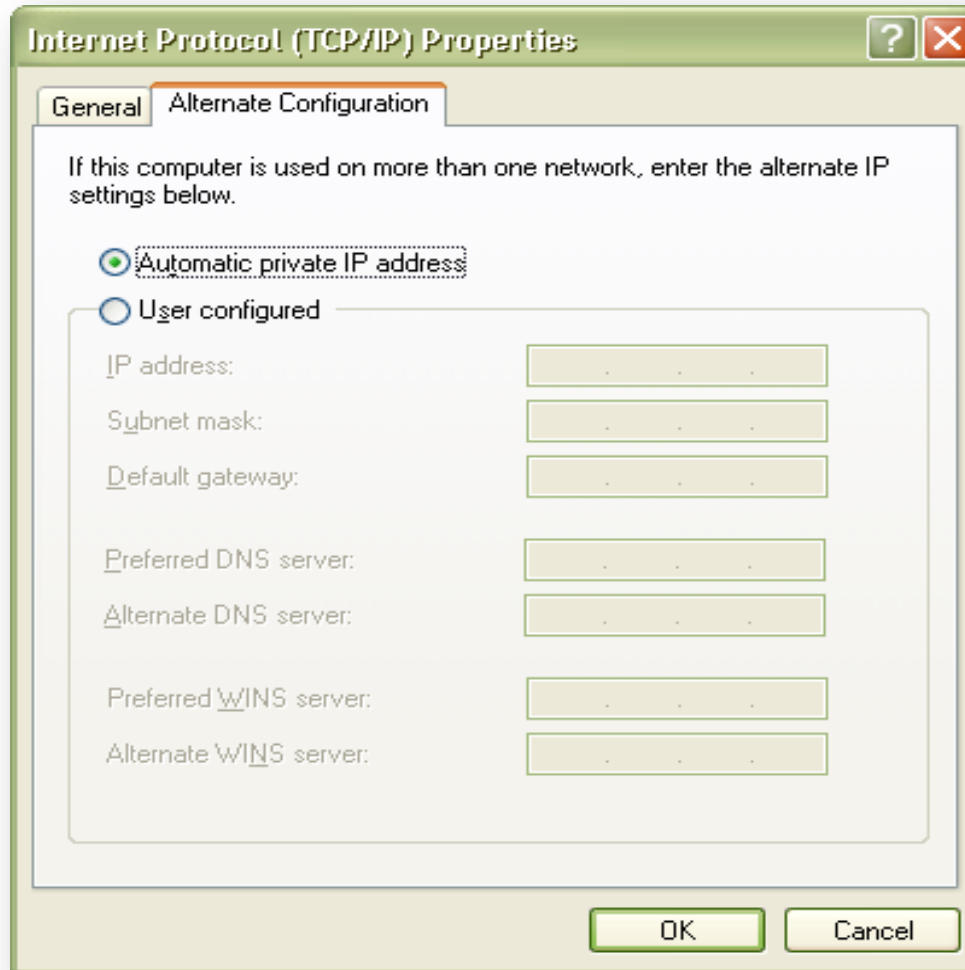 Internet Protocol (TCP/IP) Properties
General
Alternate Configuration
If this computer is used on more than one network, enter the alternate IP
settings below.
Automatic private IP address
User configured
IP address:
Subnet mask:
Default gateway:
Preferred DNS server:
Alternate DNS server:
Preferred WINS server:
Alternate WINS server:
OK
Cancel